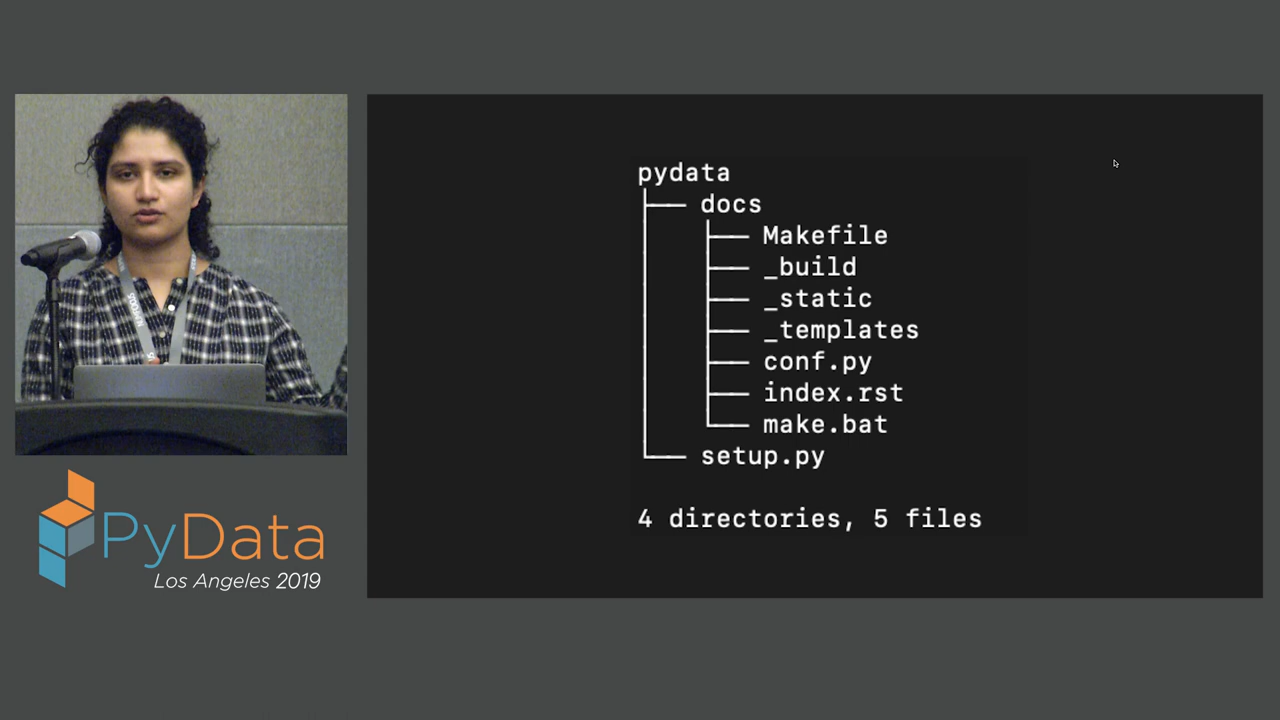 pydata
├── docs
│   ├── Makefile
│   ├── _build
│   ├── _static
│   ├── _templates
│   ├── conf.py
│   ├── index.rst
│   └── make.bat
└── setup.py
4 directories, 5 files
PyData
Los Angeles 2019